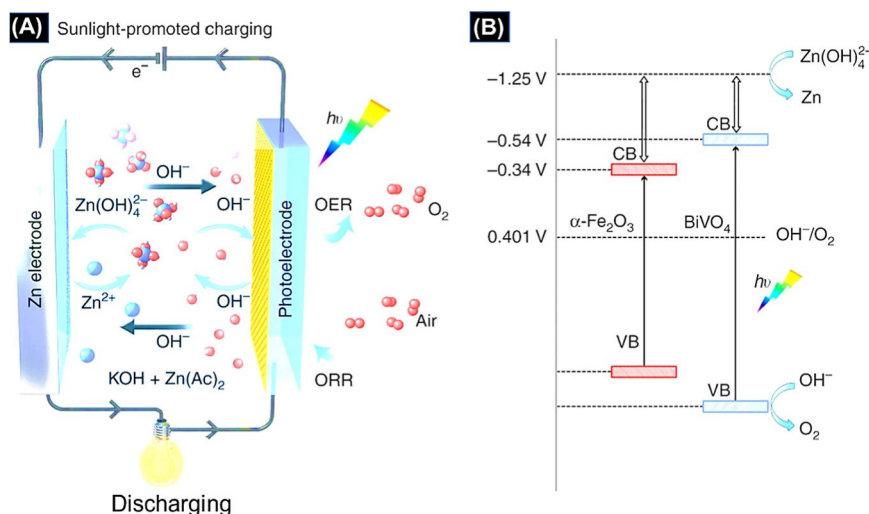 (A)
Sunlight-promoted charging
e⁻
hυ
OH⁻
Zn(OH)₄²⁻
OH⁻
OER
O₂
Zn electrode
Photoelectrode
Zn²⁺
OH⁻
Air
OH⁻
KOH + Zn(Ac)₂
ORR
Discharging
(B)
Zn(OH)₄²⁻
−1.25 V
Zn
CB
−0.54 V
CB
−0.34 V
α-Fe₂O₃
BiVO₄
0.401 V
OH⁻/O₂
hυ
VB
VB
OH⁻
O₂